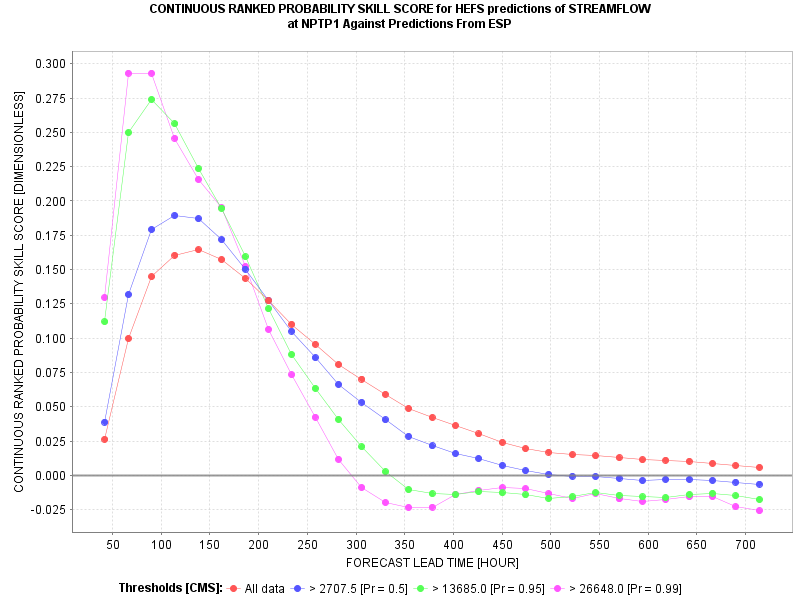 CONTINUOUS RANKED PROBABILITY SKILL SCORE for HEFS predictions of STREAMFLOW
at NPTP1 Against Predictions From ESP
CONTINUOUS RANKED PROBABILITY SKILL SCORE [DIMENSIONLESS]
0.300
0.275
0.250
0.225
0.200
0.175
0.150
0.125
0.100
0.075
0.050
0.025
0.000
-0.025
50 100 150 200 250 300 350 400 450 500 550 600 650 700
FORECAST LEAD TIME [HOUR]
Thresholds [CMS]: All data > 2707.5 [Pr = 0.5] > 13685.0 [Pr = 0.95] > 26648.0 [Pr = 0.99]